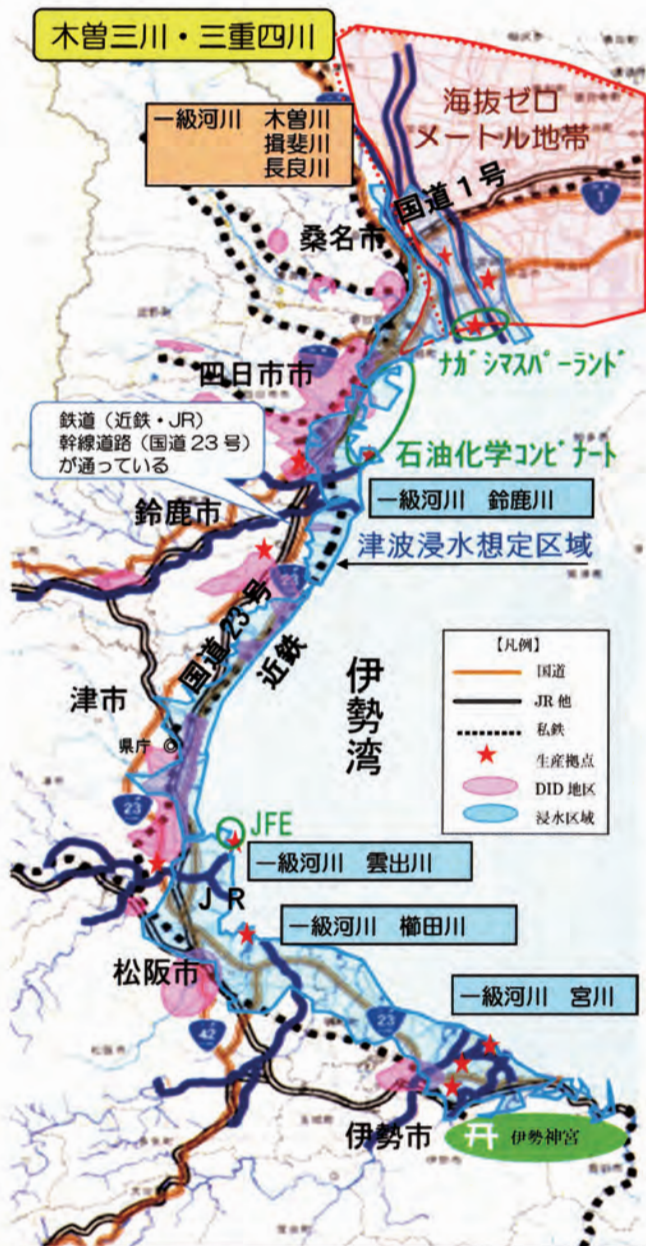 木曽三川・三重四川
一級河川 木曽川
揖斐川
長良川
海抜ゼロ
メートル地帯
国道1号
1
桑名市
ナガシマスパーランド
四日市市
鉄道（近鉄・JR）
幹線道路（国道23号）
が通っている
石油化学コンビナート
一級河川 鈴鹿川
鈴鹿市
津波浸水想定区域
23
国道23号
近鉄
伊勢湾
津市
県庁
【凡例】
国道
JR他
私鉄
生産拠点
DID地区
浸水区域
23
JFE
一級河川 雲出川
JR
一級河川 櫛田川
松阪市
一級河川 宮川
23
42
松阪市
伊勢市
伊勢神宮